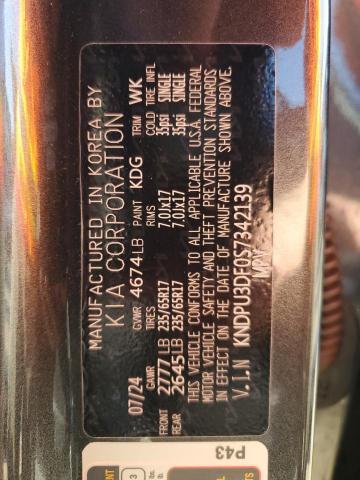 MANUFACTURED IN KOREA BY
KIA CORPORATION
07/24 GVWR 4674LB PAINT KDG TRIM WK
GAWR TIRES RIMS COLD TIRE INFL
FRONT 2777LB 235/65R17 7.0Jx17 35psi SINGLE
REAR 2645LB 235/65R17 7.0Jx17 35psi SINGLE
THIS VEHICLE CONFORMS TO ALL APPLICABLE U.S.A. FEDERAL
MOTOR VEHICLE SAFETY AND THEFT PREVENTION STANDARDS
IN EFFECT ON THE DATE OF MANUFACTURE SHOWN ABOVE.
V.I.N KNDPU3DF0S7342139
MPV
P43